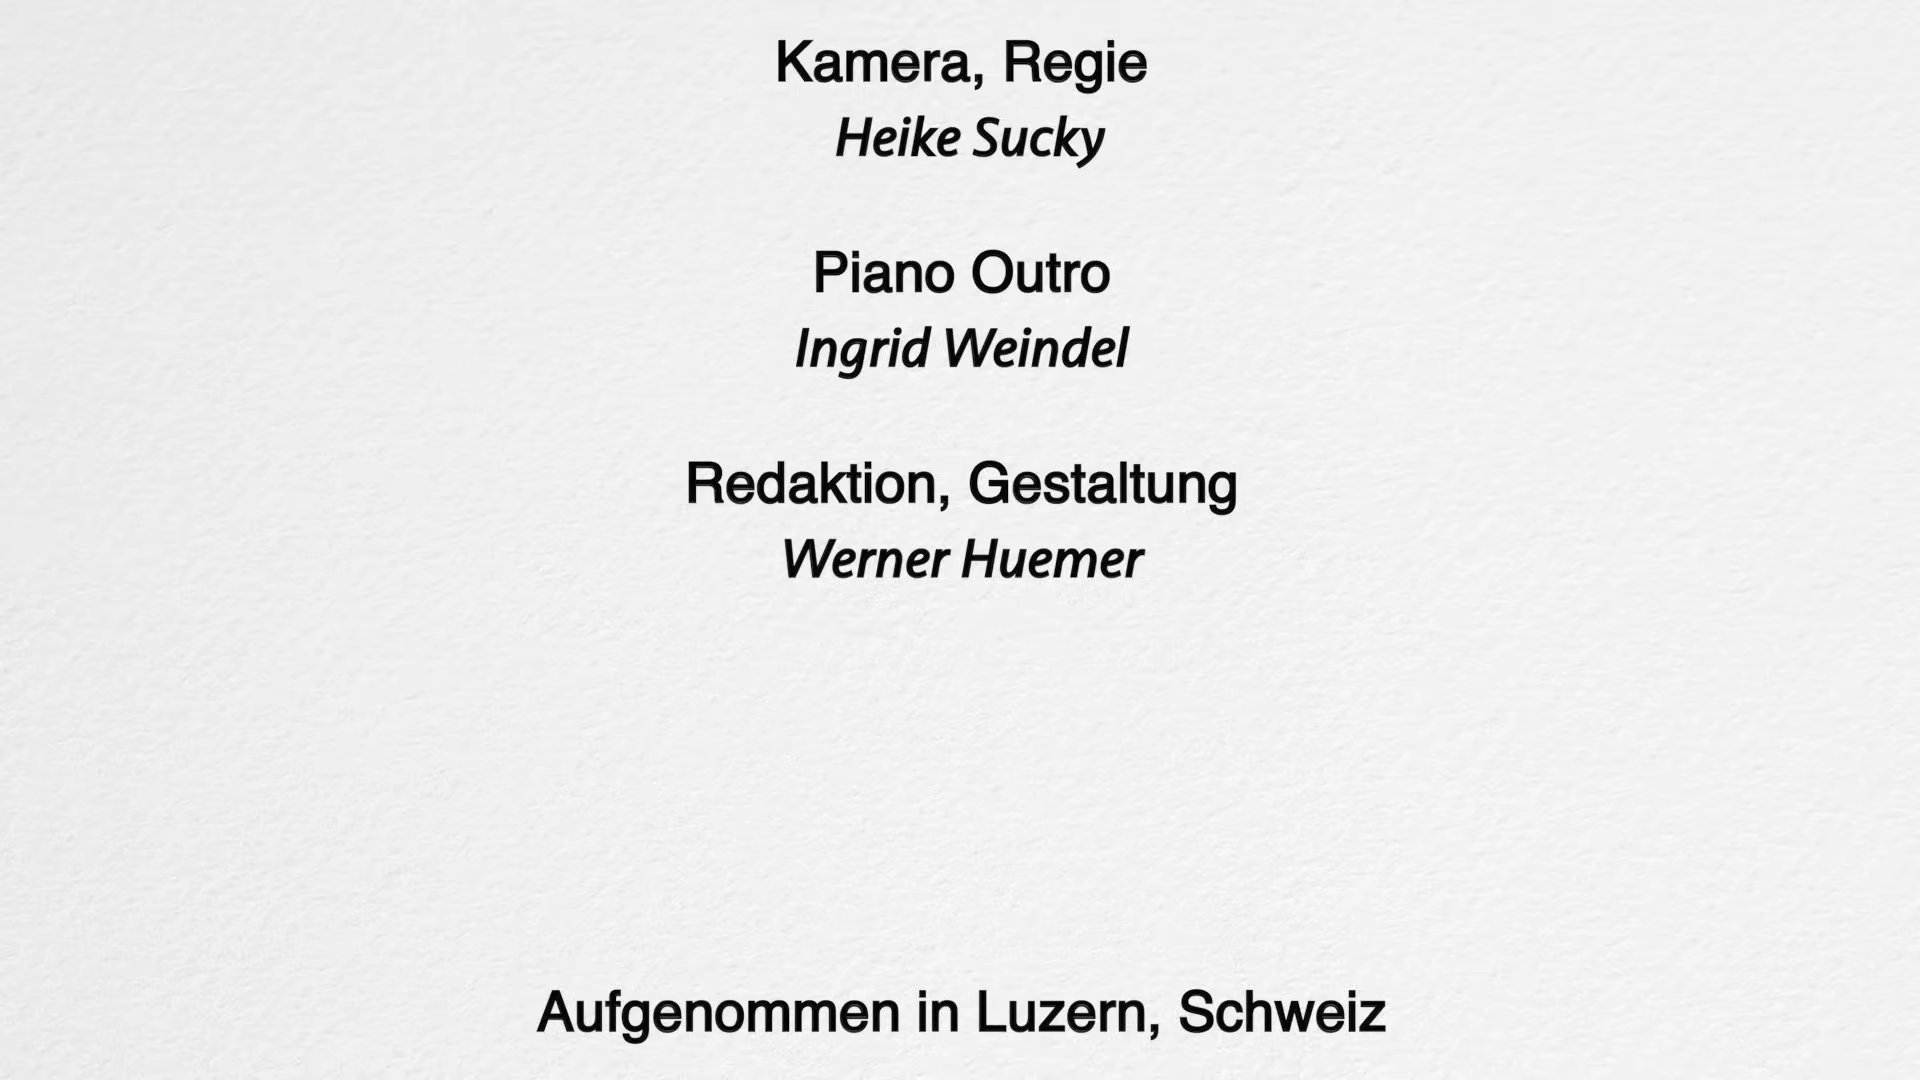 Kamera, Regie
Heike Sucky
Piano Outro
Ingrid Weindel
Redaktion, Gestaltung
Werner Huemer
Aufgenommen in Luzern, Schweiz